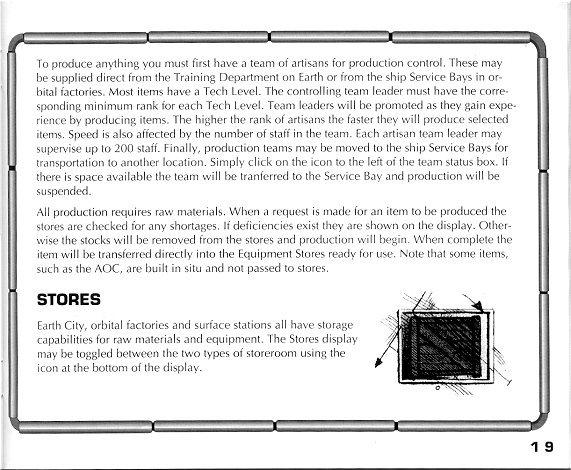 To produce anything you must first have a team of artisans for production control. These may
be supplied direct from the Training Department on Earth or from the ship Service Bays in or-
bital factories. Most items have a Tech Level. The controlling team leader must have the corre-
sponding minimum rank for each Tech Level. Team leaders will be promoted as they gain expe-
rience by producing items. The higher the rank of artisans the faster they will produce selected
items. Speed is also affected by the number of staff in the team. Each artisan team leader may
supervise up to 200 staff. Finally, production teams may be moved to the ship Service Bays for
transportation to another location. Simply click on the icon to the left of the team status box. If
there is space available the team will be tranferred to the Service Bay and production will be
suspended.
All production requires raw materials. When a request is made for an item to be produced the
stores are checked for any shortages. If deficiencies exist they are shown on the display. Other-
wise the stocks will be removed from the stores and production will begin. When complete the
item will be transferred directly into the Equipment Stores ready for use. Note that some items,
such as the AOC, are built in situ and not passed to stores.
STORES
Earth City, orbital factories and surface stations all have storage
capabilities for raw materials and equipment. The Stores display
may be toggled between the two types of storeroom using the
icon at the bottom of the display.
19